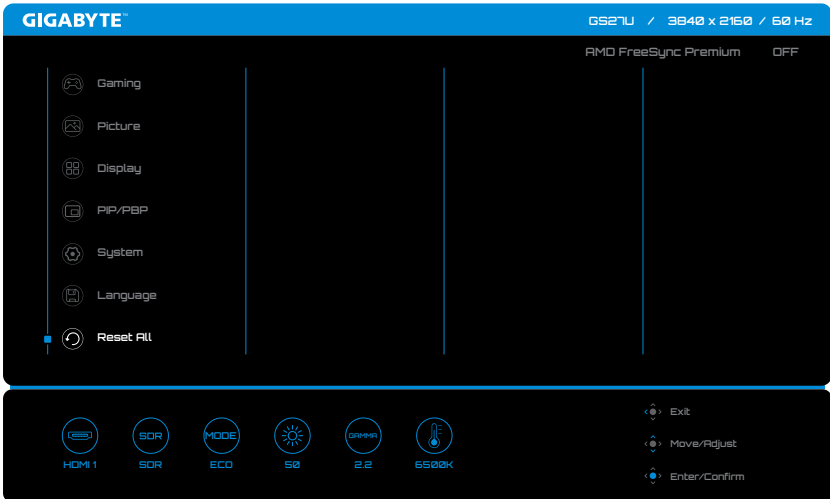 GIGABYTE™
GS27U / 3840 x 2160 / 60 Hz
AMD FreeSync Premium OFF
Gaming
Picture
Display
PIP/PBP
System
Language
Reset All
SDR MODE GAMMA
HDMI 1 SDR ECO 50 2.2 6500K
Exit
Move/Adjust
Enter/Confirm